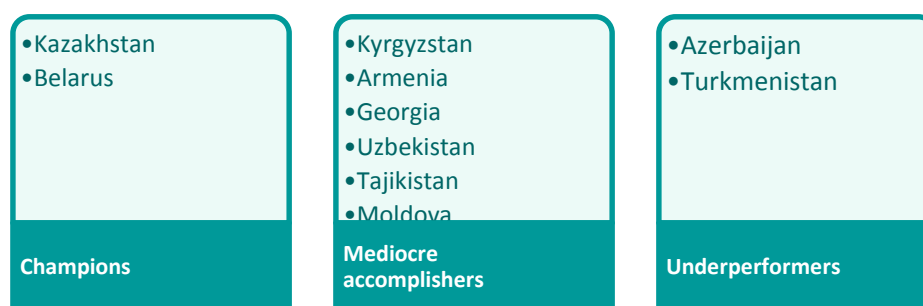 •Kazakhstan
•Belarus
Champions
•Kyrgyzstan
•Armenia
•Georgia
•Uzbekistan
•Tajikistan
•Moldova
Mediocre
accomplishers
•Azerbaijan
•Turkmenistan
Underperformers